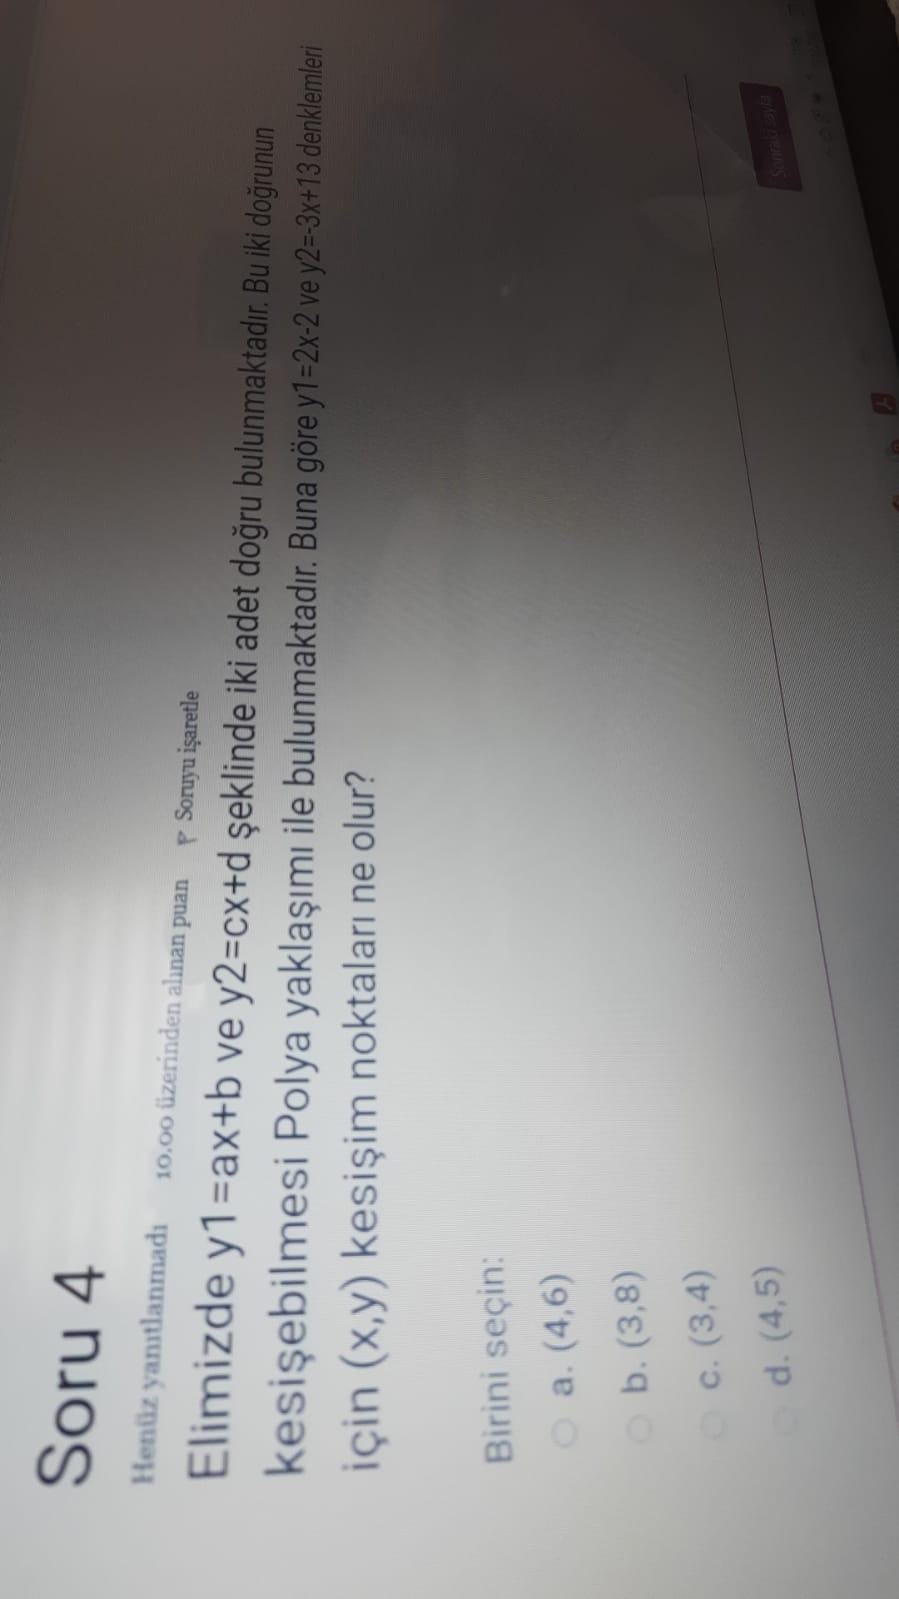 Soru 4
Henüz yanıtlanmadı 10.00 üzerinden alınan puan Soruyu işaretle
Elimizde y1=ax+b ve y2=cx+d şeklinde iki adet doğru bulunmaktadır. Bu iki doğrunun
kesişebilmesi Polya yaklaşımı ile bulunmaktadır. Buna göre y1=2x-2 ve y2=-3x+13 denklemleri
için (x,y) kesişim noktaları ne olur?
Birini seçin:
a. (4,6)
b. (3,8)
c. (3,4)
d. (4,5)
Sonraki sayfa